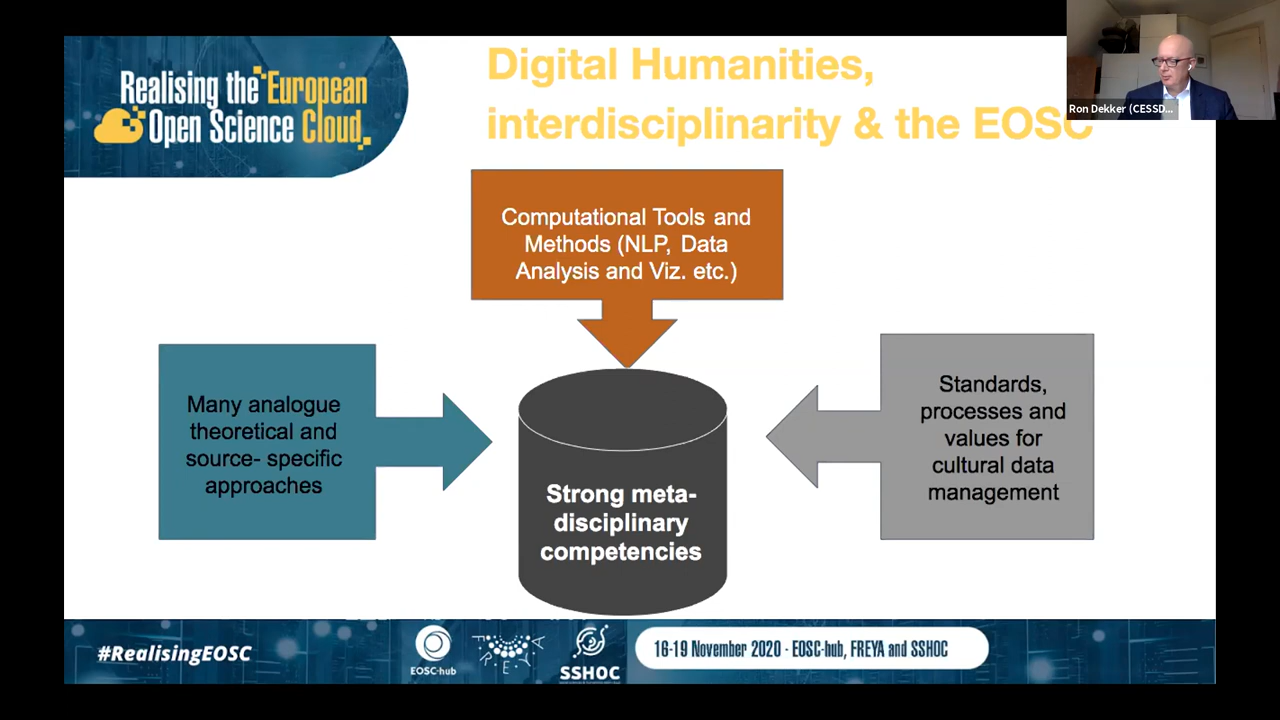 Realising the European
Open Science Cloud
Digital Humanities,
interdisciplinarity & the EOSC
Ron Dekker (CESSD...
Computational Tools and
Methods (NLP, Data
Analysis and Viz. etc.)
Many analogue
theoretical and
source- specific
approaches
Standards,
processes and
values for
cultural data
management
Strong meta-
disciplinary
competencies
#RealisingEOSC
EOSC-hub
FREYA
SSHOC
16-19 November 2020 - EOSC-hub, FREYA and SSHOC